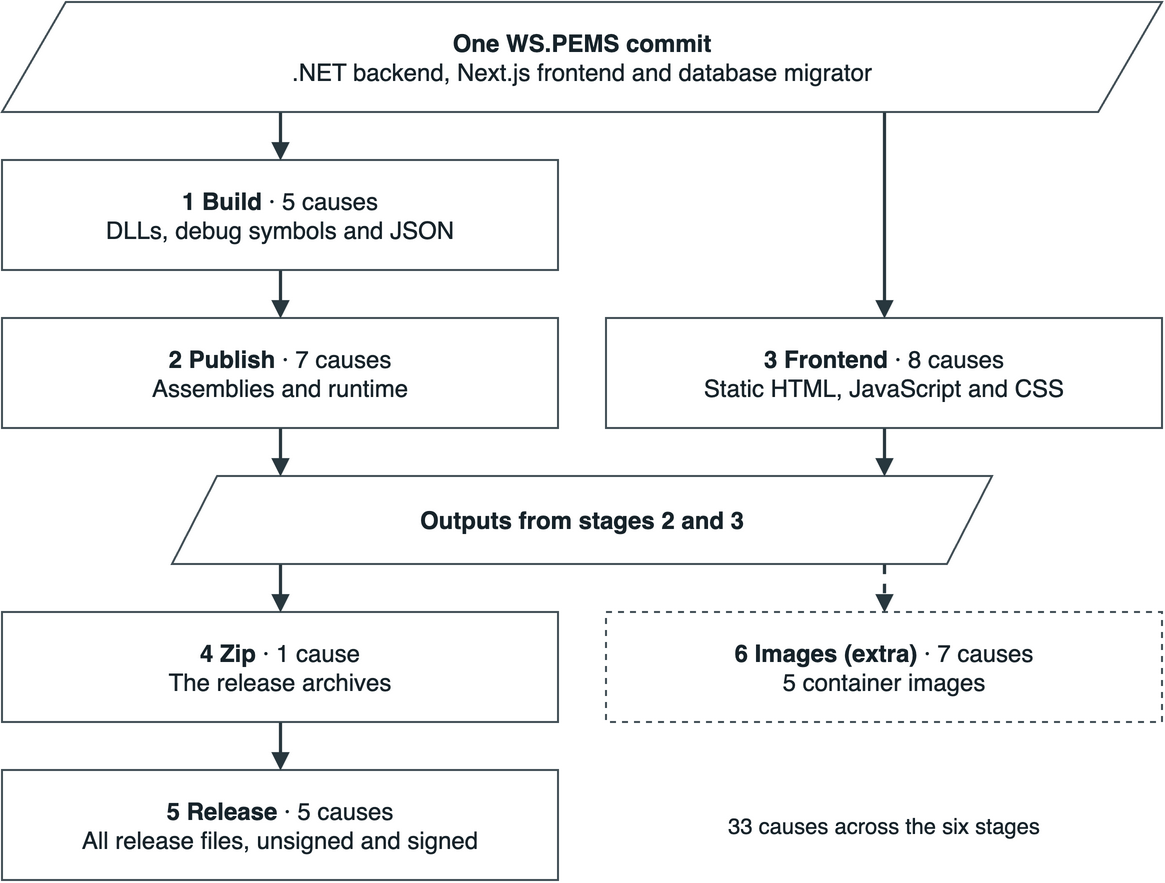 One WS.PEMS commit
.NET backend, Next.js frontend and database migrator
1 Build · 5 causes
DLLs, debug symbols and JSON
2 Publish · 7 causes
Assemblies and runtime
3 Frontend · 8 causes
Static HTML, JavaScript and CSS
Outputs from stages 2 and 3
4 Zip · 1 cause
The release archives
6 Images (extra) · 7 causes
5 container images
5 Release · 5 causes
All release files, unsigned and signed
33 causes across the six stages